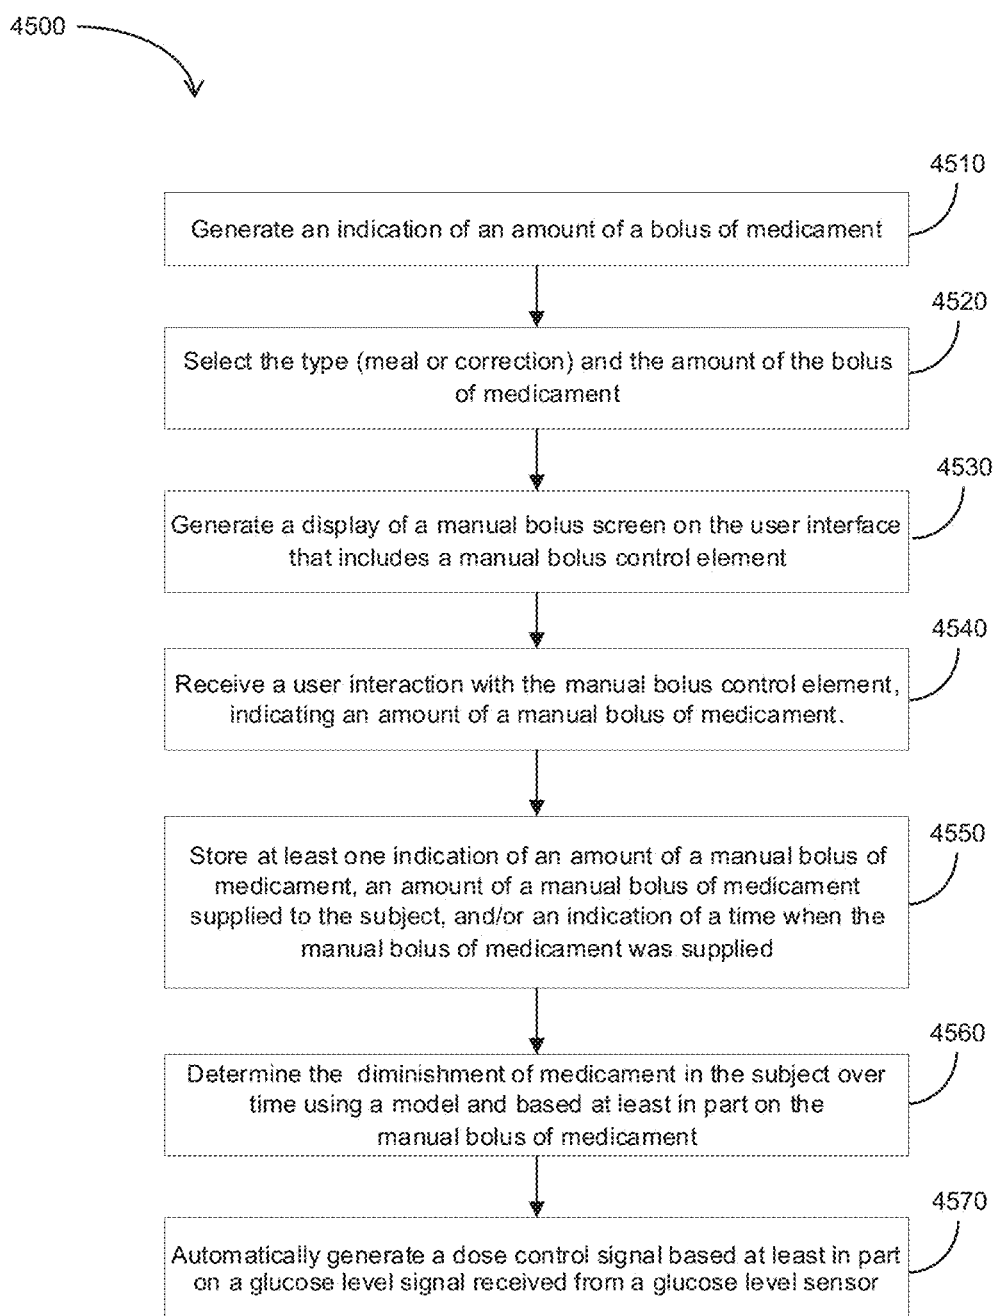 4500
4510
Generate an indication of an amount of a bolus of medicament
4520
Select the type (meal or correction) and the amount of the bolus
of medicament
4530
Generate a display of a manual bolus screen on the user interface
that includes a manual bolus control element
4540
Receive a user interaction with the manual bolus control element,
indicating an amount of a manual bolus of medicament.
4550
Store at least one indication of an amount of a manual bolus of
medicament, an amount of a manual bolus of medicament
supplied to the subject, and/or an indication of a time when the
manual bolus of medicament was supplied
4560
Determine the diminishment of medicament in the subject over
time using a model and based at least in part on the
manual bolus of medicament
4570
Automatically generate a dose control signal based at least in part
on a glucose level signal received from a glucose level sensor